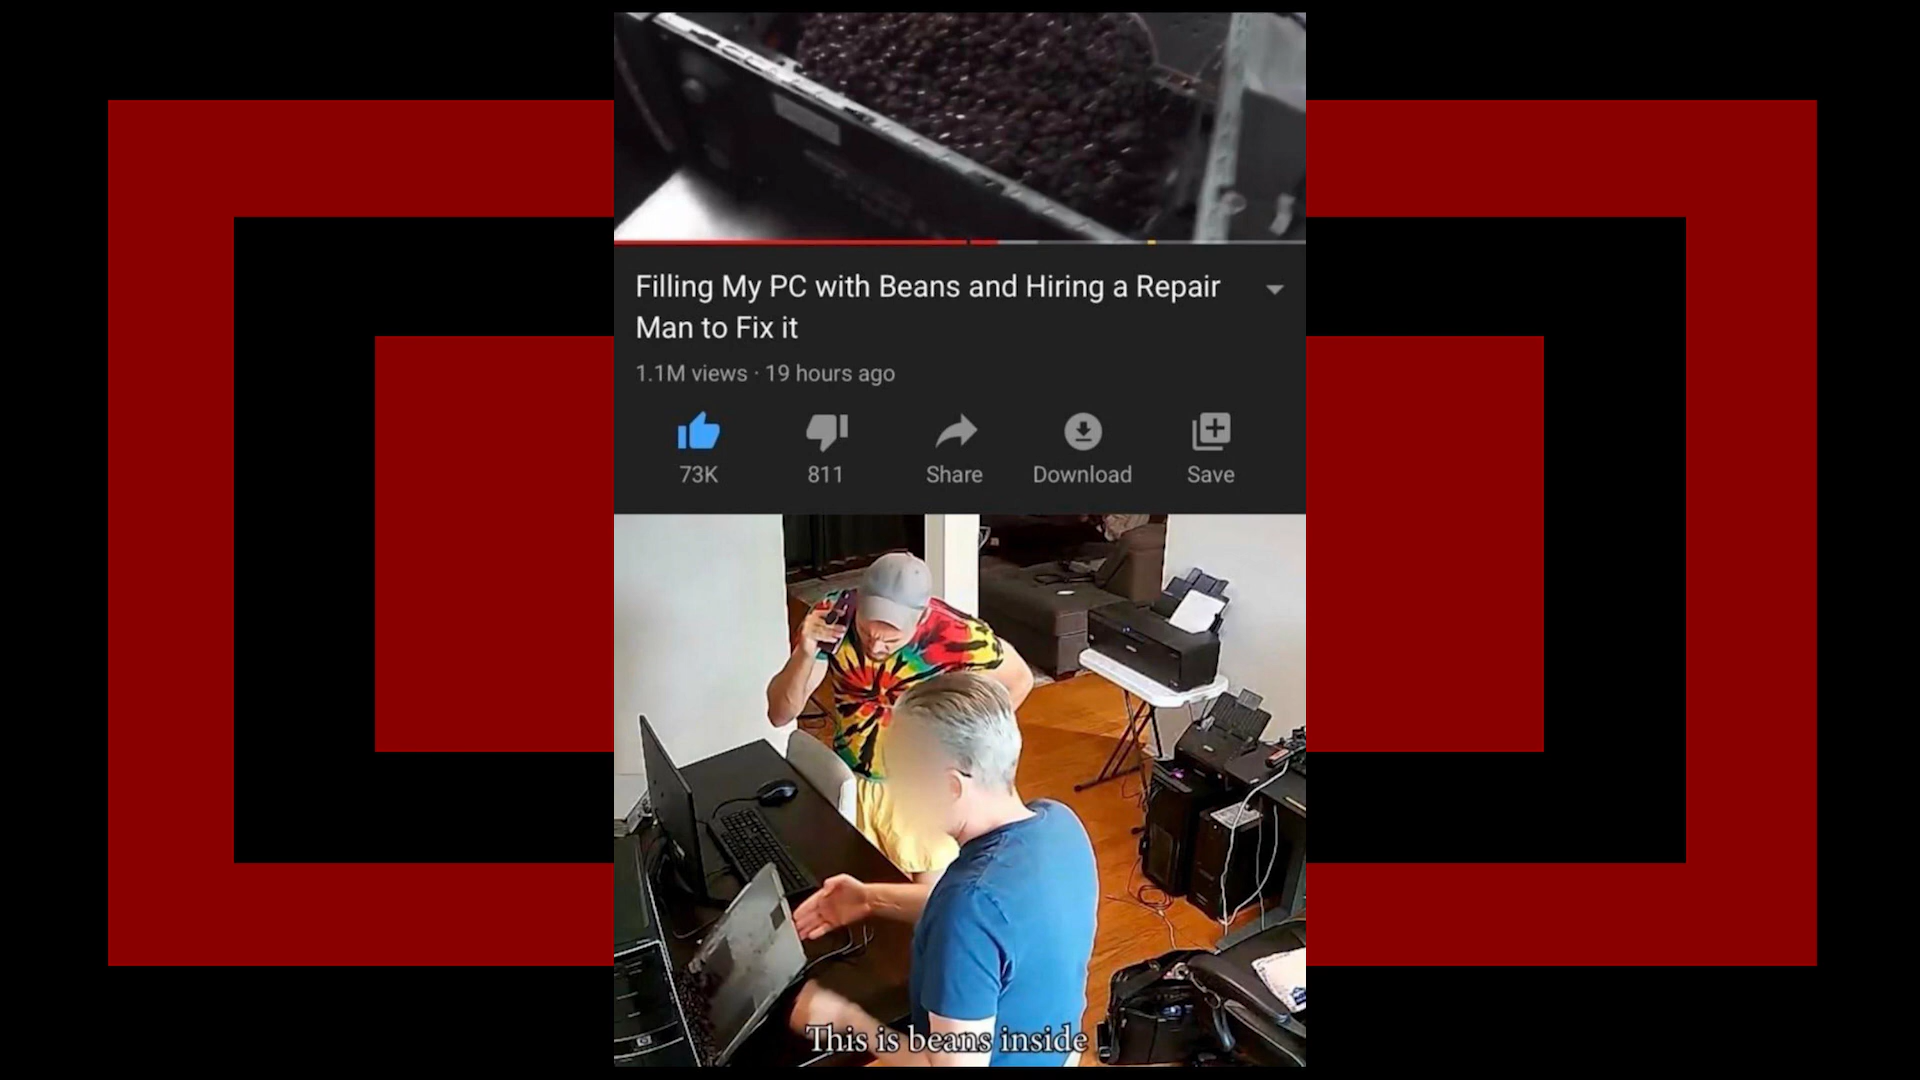 Filling My PC with Beans and Hiring a Repair
Man to Fix it
1.1M views · 19 hours ago
73K
811
Share
Download
Save
This is beans inside